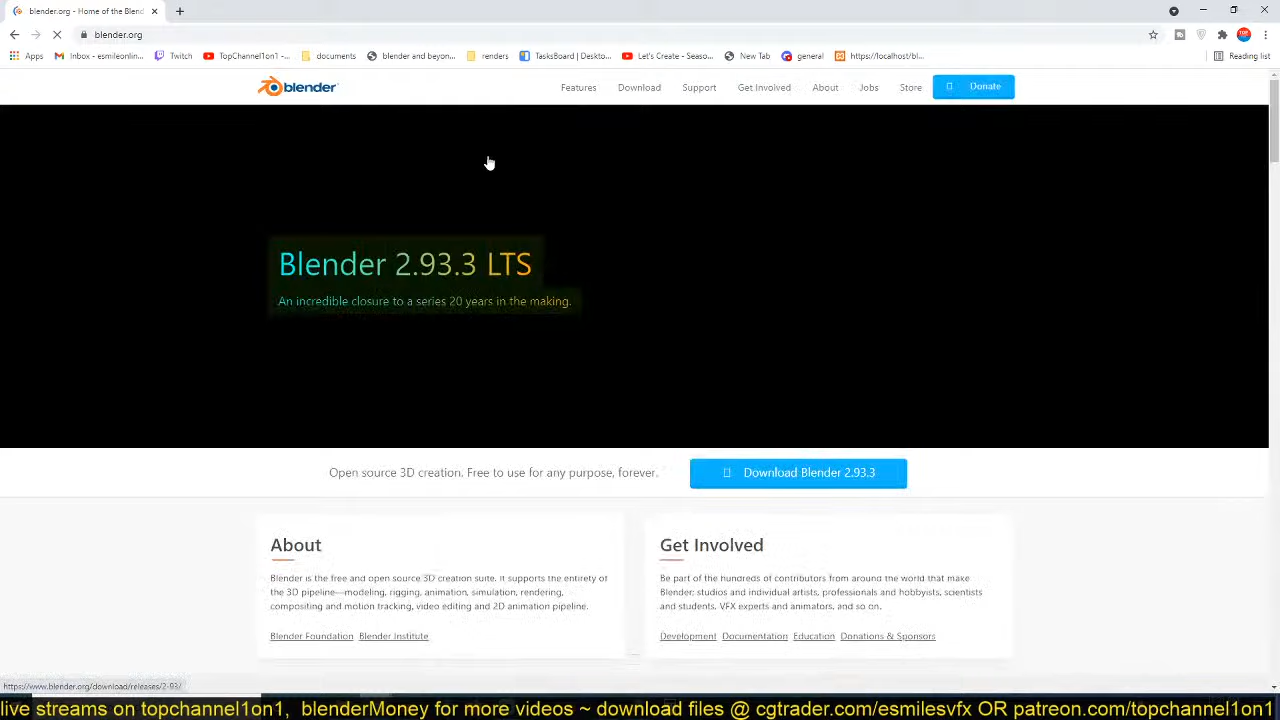 blender.org - Home of the Blend
blender.org
Apps
Gmail
Inbox - esmileonlin...
Twitch
TopChannel1on1 -...
documents
blender and beyon...
renders
TasksBoard | Deskto...
Let's Create - Seaso...
New Tab
general
https://localhost/bl...
Reading list
blender
Features
Download
Support
Get Involved
About
Jobs
Store
Donate
Blender 2.93.3 LTS
An incredible closure to a series 20 years in the making.
Open source 3D creation. Free to use for any purpose, forever.
Download Blender 2.93.3
About
Blender is the free and open source 3D creation suite. It supports the entirety of
the 3D pipeline—modeling, rigging, animation, simulation, rendering,
compositing and motion tracking, video editing and 2D animation pipeline.
Blender Foundation Blender Institute
Get Involved
Be part of the hundreds of contributors from around the world that make
Blender; studios and individual artists, professionals and hobbyists, scientists
and students, VFX experts and animators, and so on.
Development Documentation Education Donations & Sponsors
https://www.blender.org/download/releases/2-93/
live streams on topchannel1on1, blenderMoney for more videos ~ download files @ cgtrader.com/esmilesvfx OR patreon.com/topchannel1on1